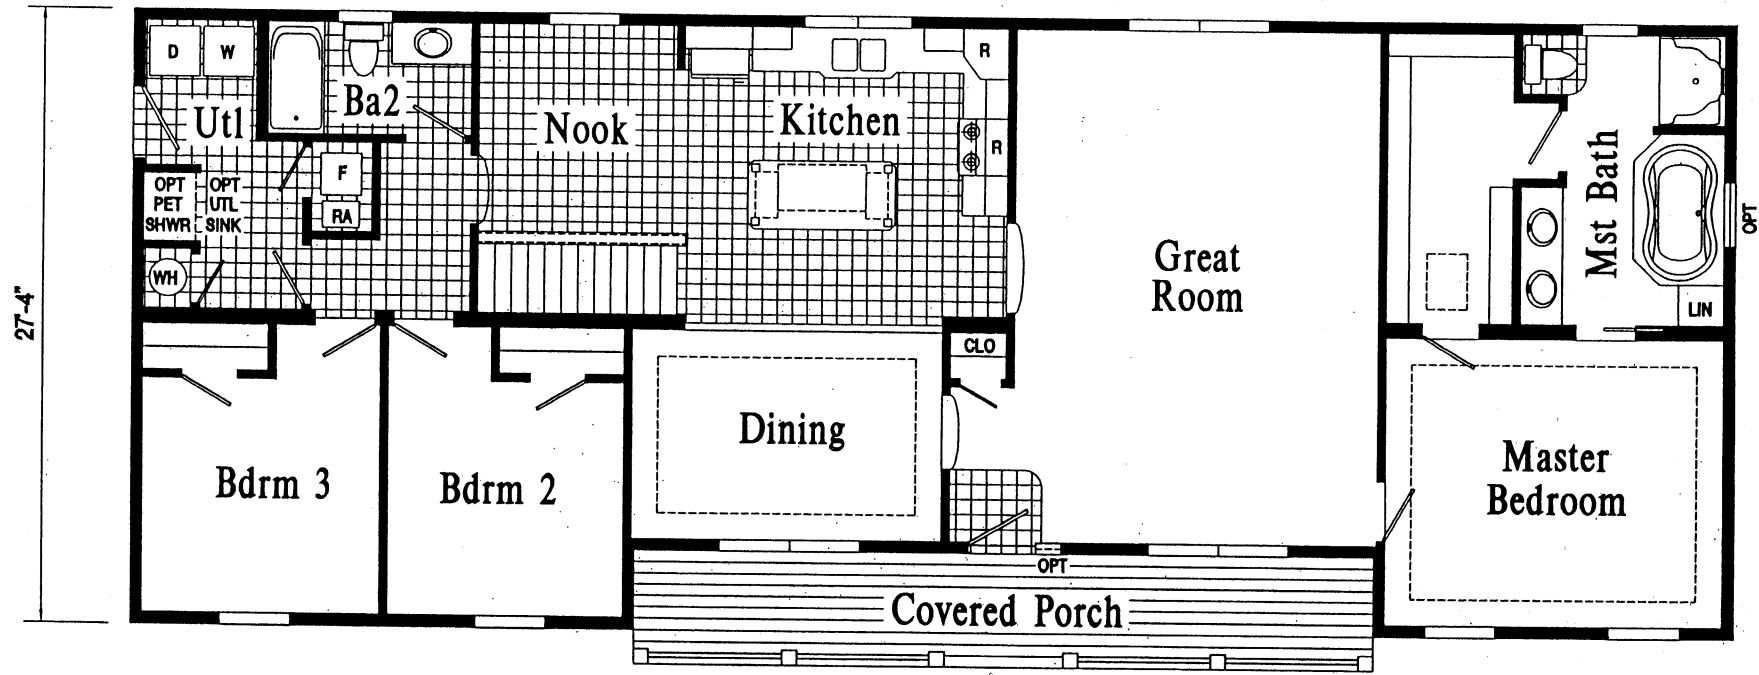 D
W
R
Utl
Ba2
Nook
Kitchen
R
F
RA
OPT
PET
SHWR
OPT
UTL
SINK
WH
Great
Room
Mst Bath
OPT
LIN
27'-4"
CLO
Dining
Bdrm 3
Bdrm 2
Master
Bedroom
OPT
Covered Porch